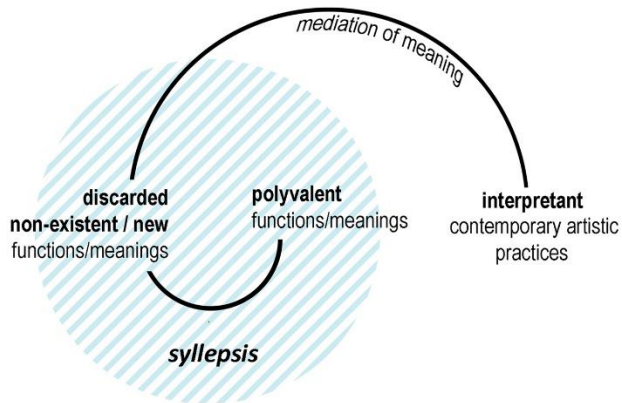 mediation of meaning
discarded
non-existent / new
functions/meanings
polyvalent
functions/meanings
interpretant
contemporary artistic
practices
syllepsis